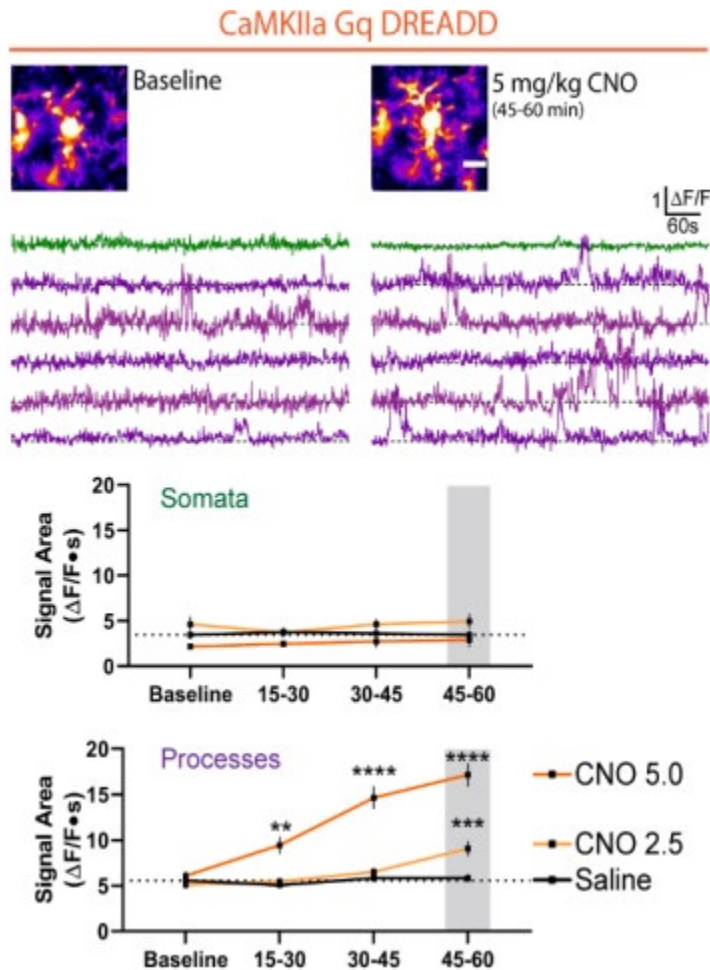 CaMKIIa Gq DREADD
Baseline
5 mg/kg CNO
(45-60 min)
1 ΔF/F
60s
Somata
Signal Area
(ΔF/F•s)
20
15
10
5
0
Baseline 15-30 30-45 45-60
Processes
Signal Area
(ΔF/F•s)
20
15
10
5
0
** **** **** ***
Baseline 15-30 30-45 45-60
CNO 5.0
CNO 2.5
Saline